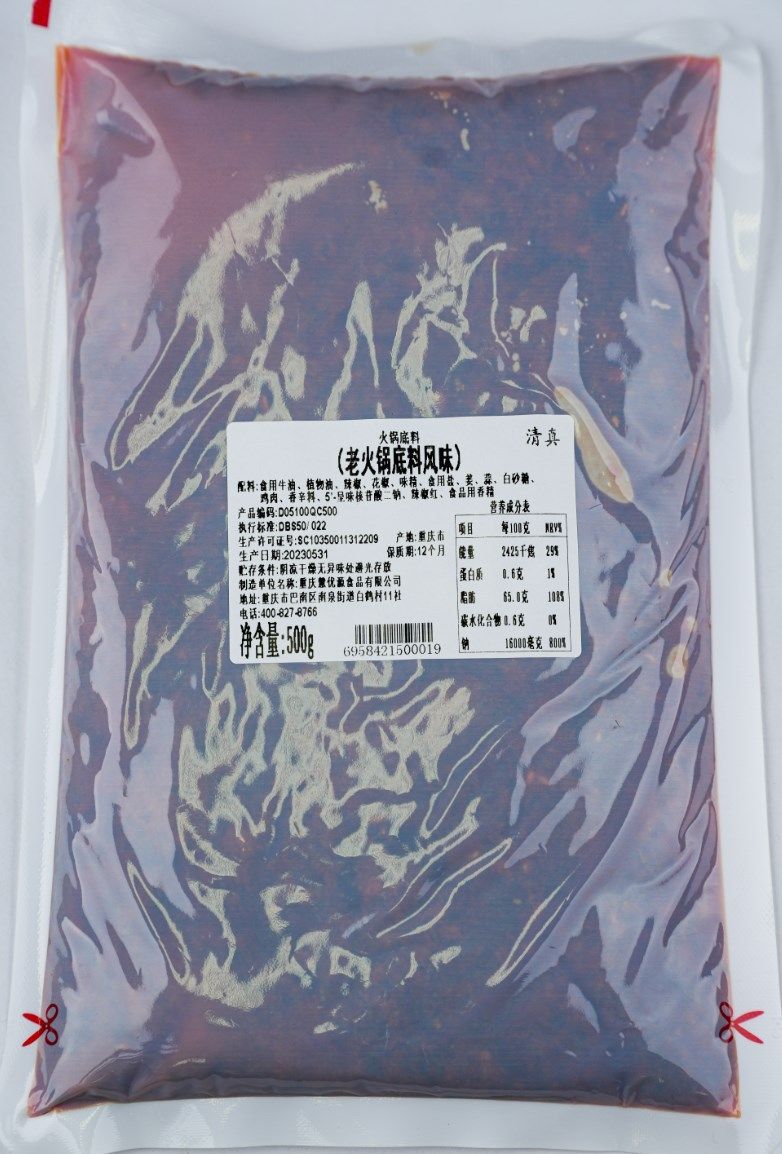 火锅底料
清真
(老火锅底料风味)
配料:食用牛油、植物油、辣椒、花椒、味精、食用盐、姜、蒜、白砂糖、
鸡肉、香辛料、5'-呈味核苷酸二钠、辣椒红、食品用香精
产品编码:D05100QC500
执行标准:DBS50/ 022
生产许可证号:SC10350011312209 产地:重庆市
生产日期:20230531 保质期:12个月
贮存条件:阴凉干燥无异味处避光存放
制造单位名称:重庆聚优源食品有限公司
地址:重庆市巴南区南泉街道白鹤村11社
电话:400-827-8766
净含量:500g
6958421500019
营养成分表
项目 每100克 NRV%
能量 2425千焦 29%
蛋白质 0.6克 1%
脂肪 65.0克 108%
碳水化合物 0.6克 0%
钠 16000毫克 800%